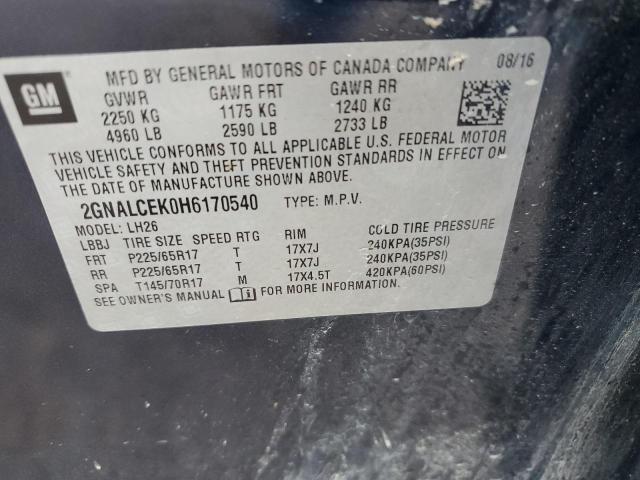 GM
MFD BY GENERAL MOTORS OF CANADA COMPANY 08/16
GVWR GAWR FRT GAWR RR
2250 KG 1175 KG 1240 KG
4960 LB 2590 LB 2733 LB
THIS VEHICLE CONFORMS TO ALL APPLICABLE U.S. FEDERAL MOTOR
VEHICLE SAFETY AND THEFT PREVENTION STANDARDS IN EFFECT ON
THE DATE OF MANUFACTURE SHOWN ABOVE.
2GNALCEK0H6170540 TYPE: M.P.V.
MODEL: LH26
LBBJ TIRE SIZE SPEED RTG RIM COLD TIRE PRESSURE
FRT P225/65R17 T 17X7J 240KPA(35PSI)
RR P225/65R17 T 17X7J 240KPA(35PSI)
SPA T145/70R17 M 17X4.5T 420KPA(60PSI)
SEE OWNER'S MANUAL FOR MORE INFORMATION.